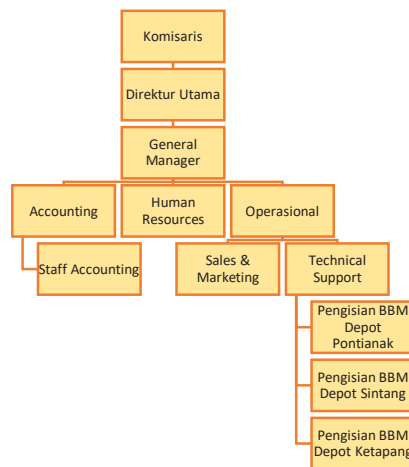 Komisaris
Direktur Utama
General
Manager
Accounting
Human
Resources
Operasional
Staff Accounting
Sales &
Marketing
Technical
Support
Pengisian BBM
Depot
Pontianak
Pengisian BBM
Depot Sintang
Pengisian BBM
Depot Ketapang